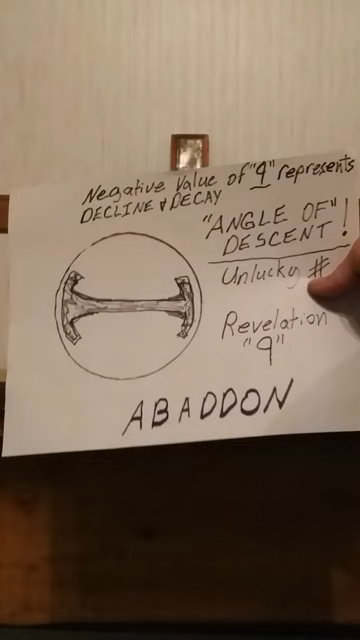 Negative Value of "9" represents
DECLINE & DECAY
"ANGLE OF"
DESCENT!
Unlucky #
Revelation
"9"
ABADDON